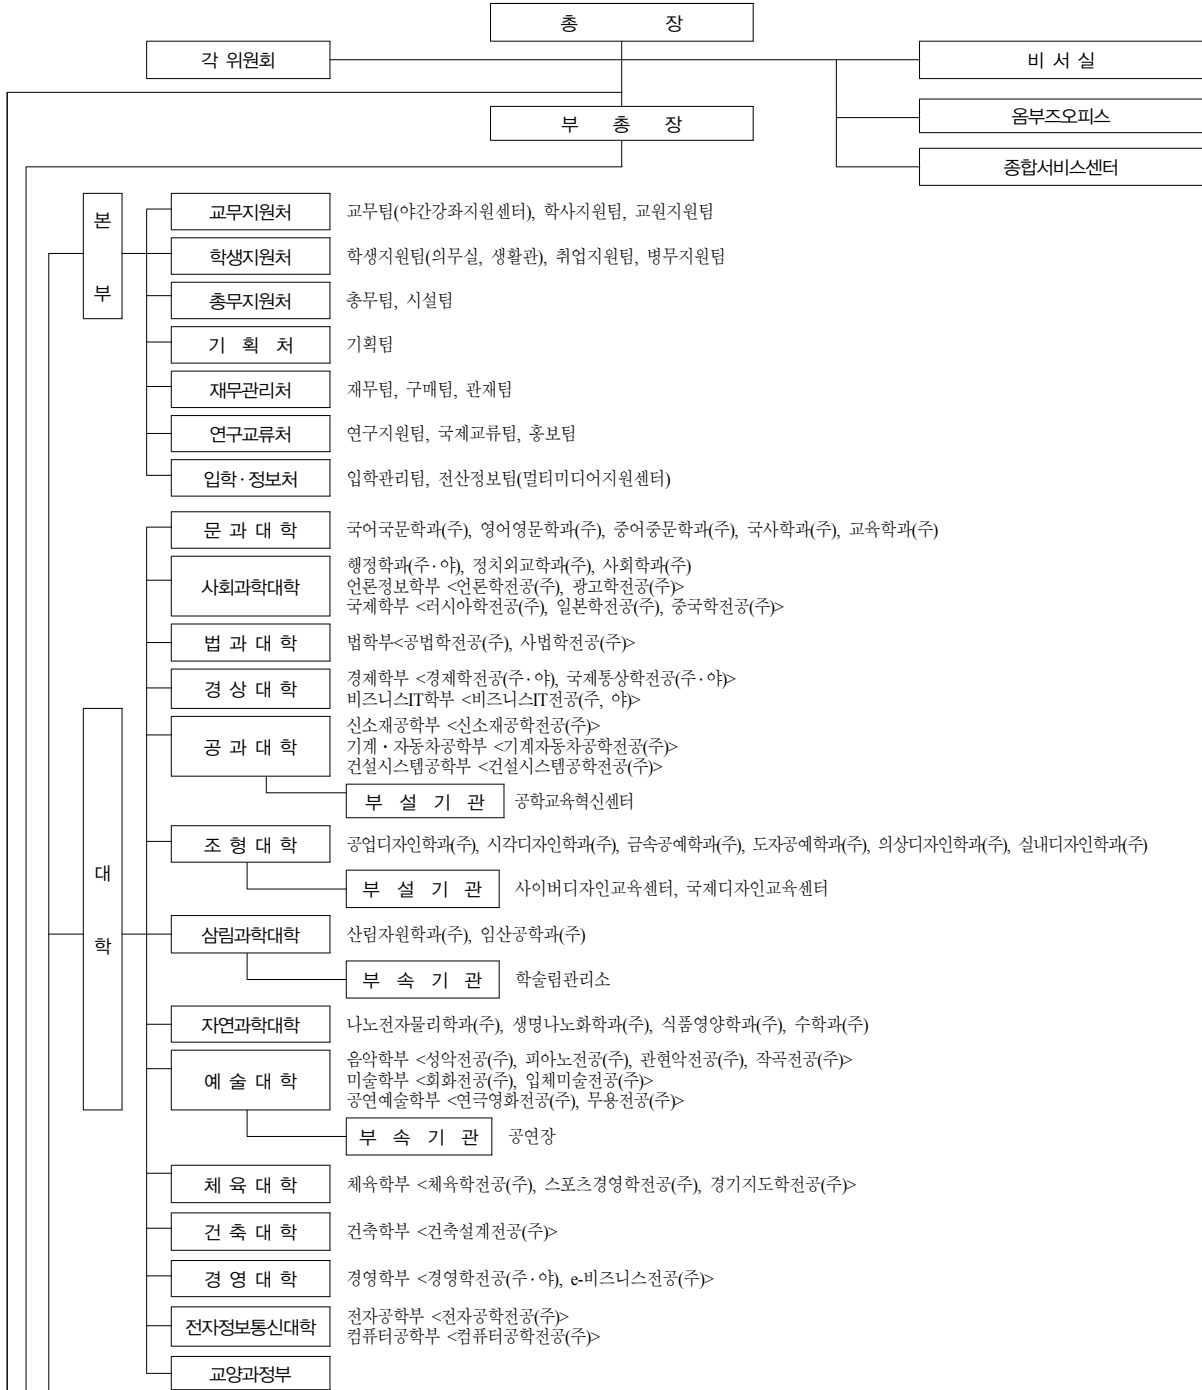 총 장
각 위원회
비 서 실
부 총 장
옴부즈오피스
종합서비스센터
본
부
교무지원처 교무팀(야간강좌지원센터), 학사지원팀, 교원지원팀
학생지원처 학생지원팀(의무실, 생활관), 취업지원팀, 병무지원팀
총무지원처 총무팀, 시설팀
기 획 처 기획팀
재무관리처 재무팀, 구매팀, 관재팀
연구교류처 연구지원팀, 국제교류팀, 홍보팀
입학·정보처 입학관리팀, 전산정보팀(멀티미디어지원센터)
대
학
문 과 대 학 국어국문학과(주), 영어영문학과(주), 중어중문학과(주), 국사학과(주), 교육학과(주)
사회과학대학
행정학과(주·야), 정치외교학과(주), 사회학과(주)
언론정보학부 <언론학전공(주), 광고학전공(주)>
국제학부 <러시아학전공(주), 일본학전공(주), 중국학전공(주)>
법 과 대 학 법학부<공법학전공(주), 사법학전공(주)>
경 상 대 학
경제학부 <경제학전공(주·야), 국제통상학전공(주·야)>
비즈니스IT학부 <비즈니스IT전공(주, 야)>
공 과 대 학
신소재공학부 <신소재공학전공(주)>
기계·자동차공학부 <기계자동차공학전공(주)>
건설시스템공학부 <건설시스템공학전공(주)>
부 설 기 관 공학교육혁신센터
조 형 대 학 공업디자인학과(주), 시각디자인학과(주), 금속공예학과(주), 도자공예학과(주), 의상디자인학과(주), 실내디자인학과(주)
부 설 기 관 사이버디자인교육센터, 국제디자인교육센터
삼림과학대학 산림자원학과(주), 임산공학과(주)
부 속 기 관 학술림관리소
자연과학대학 나노전자물리학과(주), 생명나노화학과(주), 식품영양학과(주), 수학과(주)
예 술 대 학
음악학부 <성악전공(주), 피아노전공(주), 관현악전공(주), 작곡전공(주)>
미술학부 <회화전공(주), 입체미술전공(주)>
공연예술학부 <연극영화전공(주), 무용전공(주)>
부 속 기 관 공연장
체 육 대 학 체육학부 <체육학전공(주), 스포츠경영학전공(주), 경기지도학전공(주)>
건 축 대 학 건축학부 <건축설계전공(주)>
경 영 대 학 경영학부 <경영학전공(주·야), e-비즈니스전공(주)>
전자정보통신대학
전자공학부 <전자공학전공(주)>
컴퓨터공학부 <컴퓨터공학전공(주)>
교양과정부